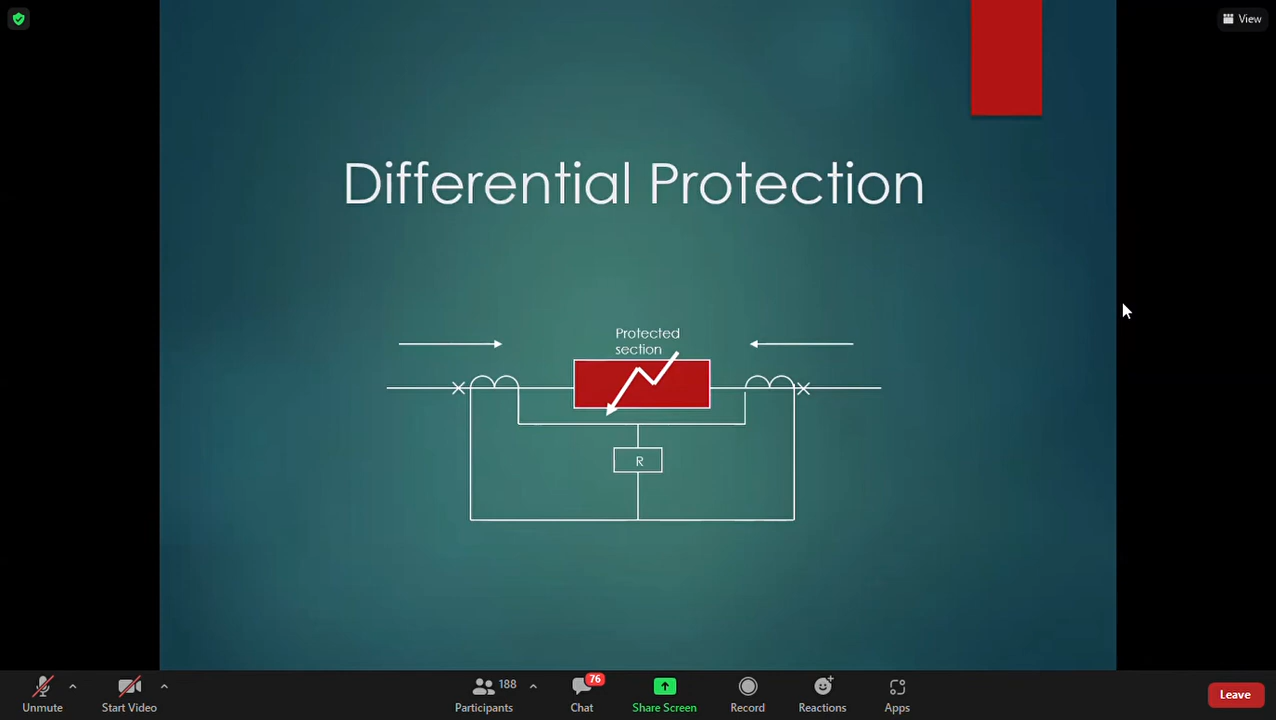 View
Differential Protection
Protected
section
R
188
76
Unmute
Start Video
Participants
Chat
Share Screen
Record
Reactions
Apps
Leave